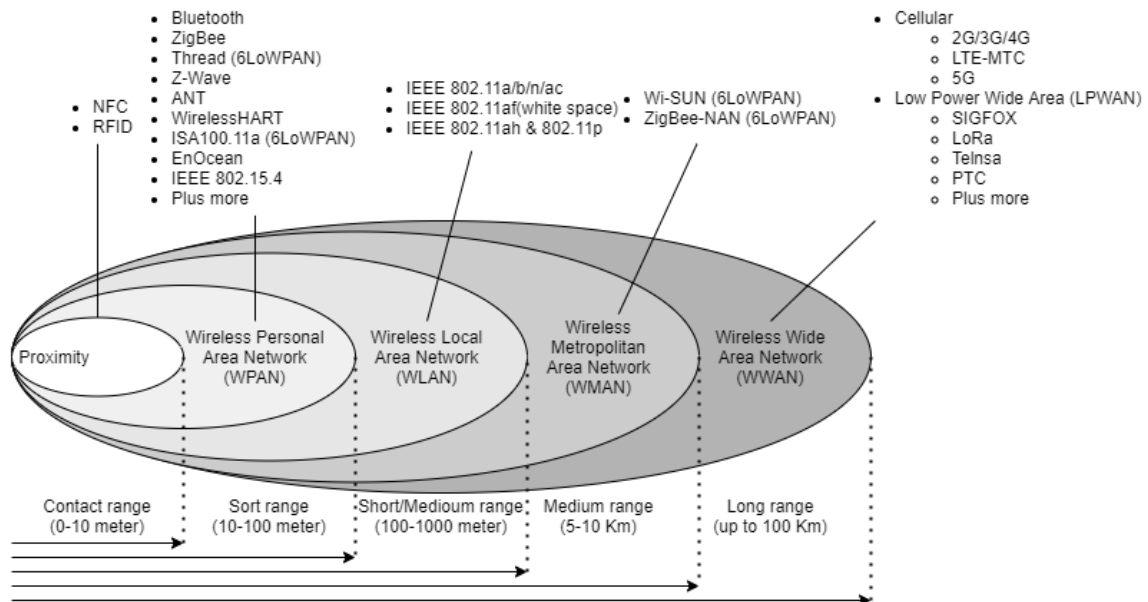 NFC
RFID
Bluetooth
ZigBee
Thread (6LoWPAN)
Z-Wave
ANT
WirelessHART
ISA100.11a (6LoWPAN)
EnOcean
IEEE 802.15.4
Plus more
IEEE 802.11a/b/n/ac
IEEE 802.11af(white space)
IEEE 802.11ah & 802.11p
Wi-SUN (6LoWPAN)
ZigBee-NAN (6LoWPAN)
Cellular
2G/3G/4G
LTE-MTC
5G
Low Power Wide Area (LPWAN)
SIGFOX
LoRa
Telnsa
PTC
Plus more
Proximity
Wireless Personal
Area Network
(WPAN)
Wireless Local
Area Network
(WLAN)
Wireless
Metropolitan
Area Network
(WMAN)
Wireless Wide
Area Network
(WWAN)
Contact range
(0-10 meter)
Sort range
(10-100 meter)
Short/Medioum range
(100-1000 meter)
Medium range
(5-10 Km)
Long range
(up to 100 Km)